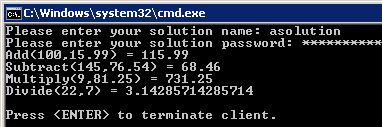 C:\Windows\system32\cmd.exe
Please enter your solution name: asolution
Please enter your solution password: **********
Add(100,15.99) = 115.99
Subtract(145,76.54) = 68.46
Multiply(9,81.25) = 731.25
Divide(22,7) = 3.14285714285714
Press <ENTER> to terminate client.